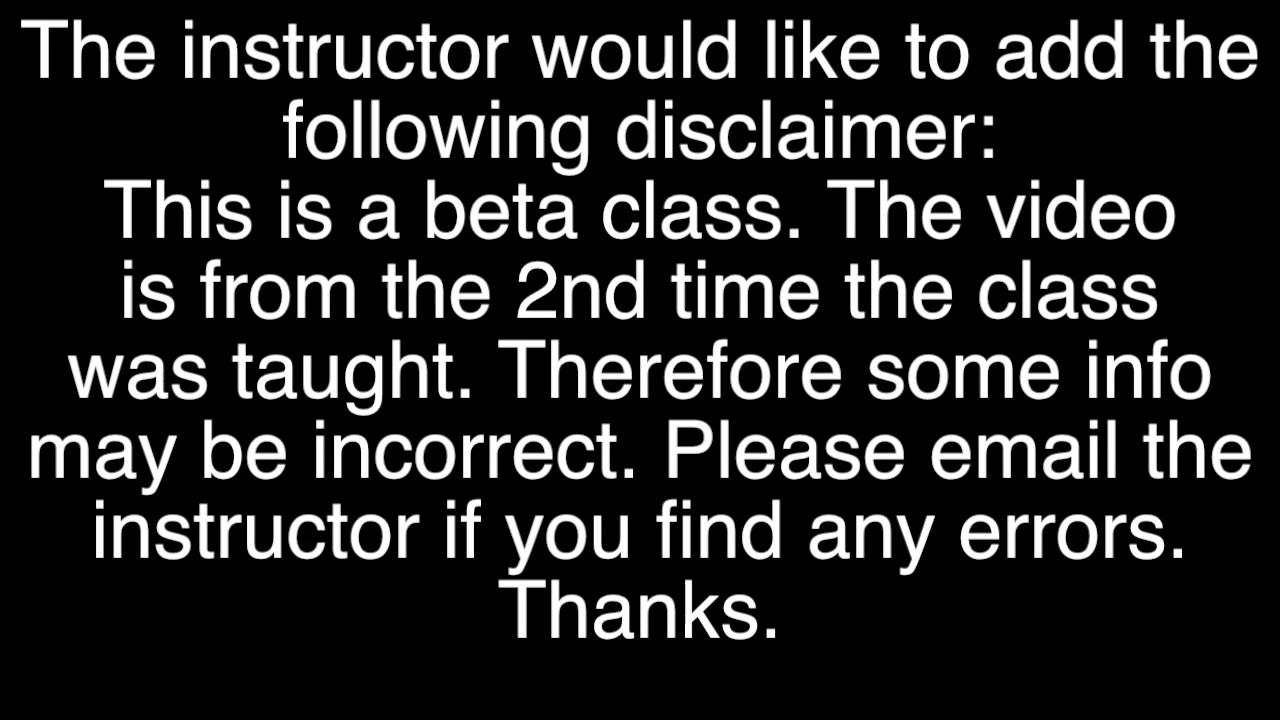 The instructor would like to add the
following disclaimer:
This is a beta class. The video
is from the 2nd time the class
was taught. Therefore some info
may be incorrect. Please email the
instructor if you find any errors.
Thanks.